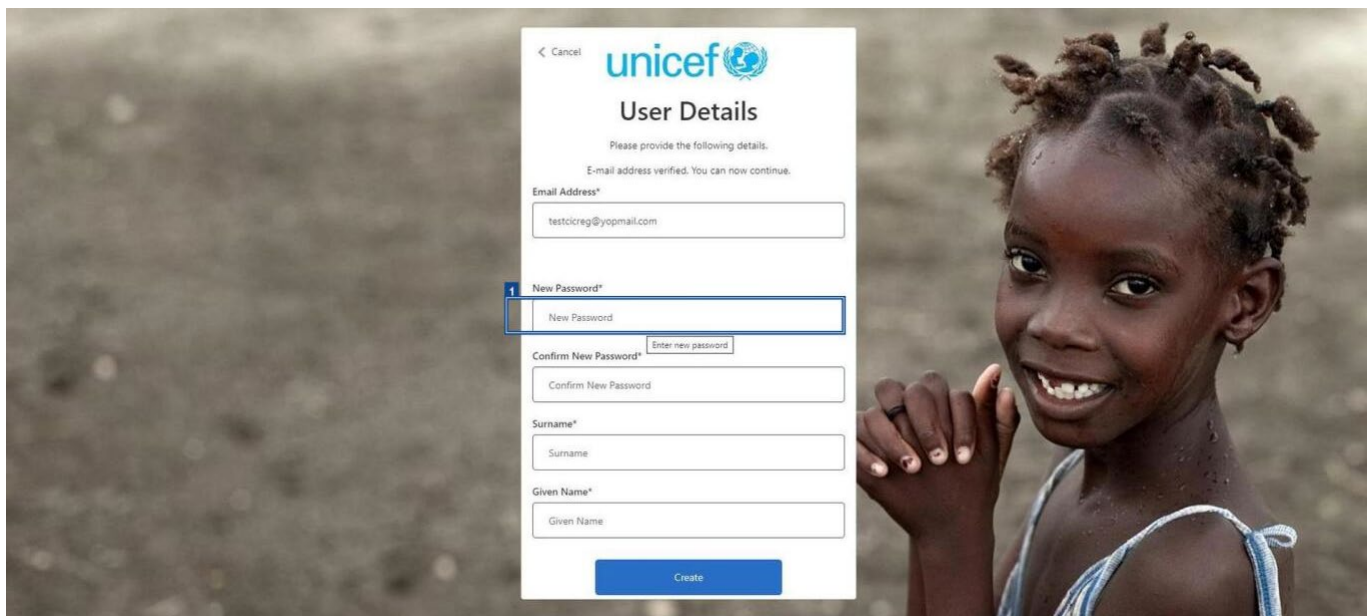 < Cancel
unicef
User Details
Please provide the following details.
E-mail address verified. You can now continue.
Email Address*
testcicreg@yopmail.com
1
New Password*
New Password
Enter new password
Confirm New Password*
Confirm New Password
Surname*
Surname
Given Name*
Given Name
Create